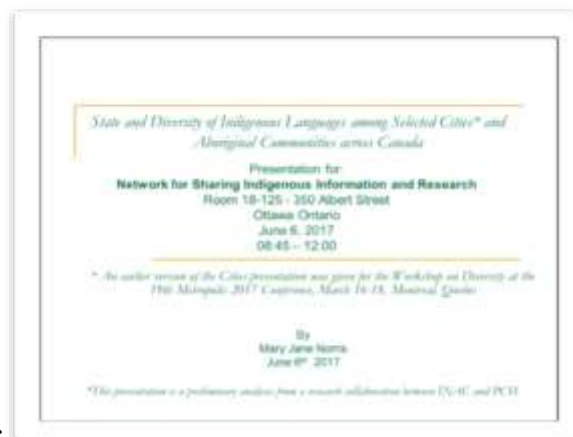 State and Diversity of Indigenous Languages among Selected Cities* and
Aboriginal Communities across Canada
Presentation for
Network for Sharing Indigenous Information and Research
Room 18-125 - 350 Albert Street
Ottawa Ontario
June 6, 2017
08:45 – 12:00
* An earlier version of the Cities presentation was given for the Workshop on Diversity at the
19th Metropolis 2017 Conference, March 16-18, Montreal, Quebec
By
Mary Jane Norris
June 6th 2017
*This presentation is a preliminary analysis from a research collaboration between INAC and PCH